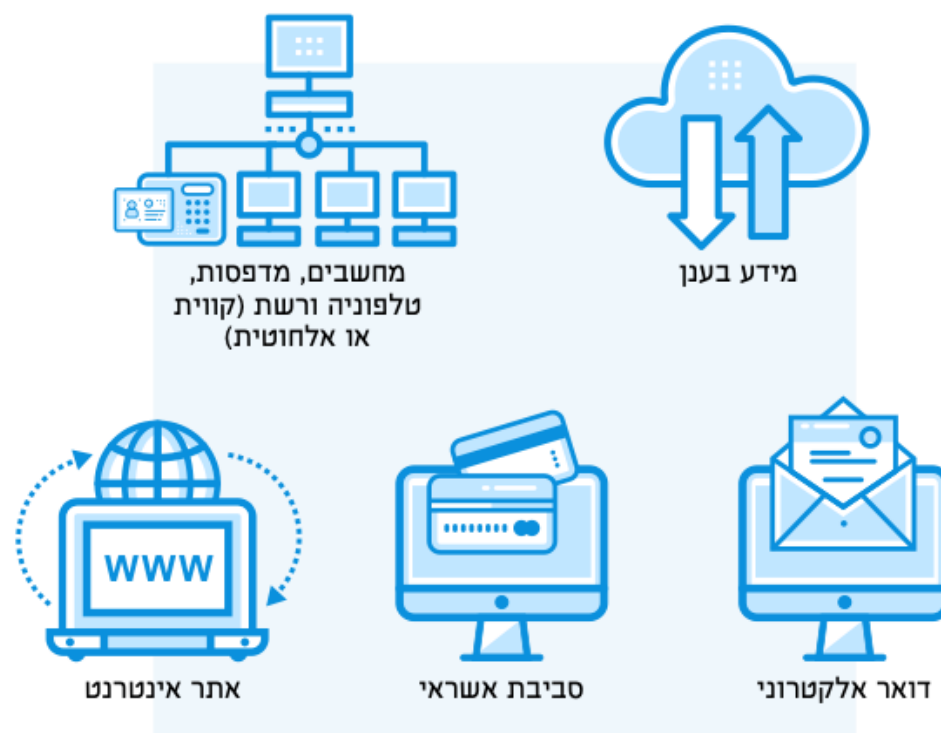 מידע בענן
מחשבים, מדפסות,
טלפוניה ורשת (קווית
או אלחוטית)
דואר אלקטרוני
סביבת אשראי
WWW
אתר אינטרנט